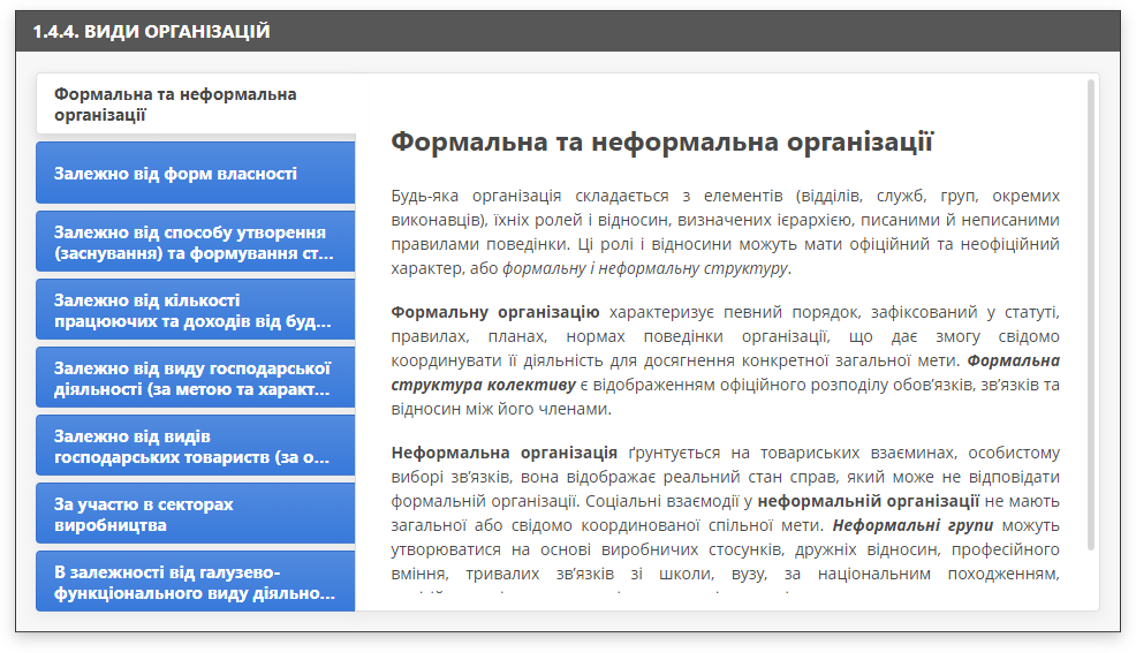 1.4.4. ВИДИ ОРГАНІЗАЦІЙ
Формальна та неформальна
організації
Залежно від форм власності
Залежно від способу утворення
(заснування) та формування ст...
Залежно від кількості
працюючих та доходів від буд...
Залежно від виду господарської
діяльності (за метою та характ...
Залежно від видів
господарських товариств (за о...
За участю в секторах
виробництва
В залежності від галузево-
функціонального виду діяльно...
Формальна та неформальна організації
Будь-яка організація складається з елементів (відділів, служб, груп, окремих
виконавців), їхніх ролей і відносин, визначених ієрархією, писаними й неписаними
правилами поведінки. Ці ролі і відносини можуть мати офіційний та неофіційний
характер, або формальну і неформальну структуру.
Формальну організацію характеризує певний порядок, зафіксований у статуті,
правилах, планах, нормах поведінки організації, що дає змогу свідомо
координувати її діяльність для досягнення конкретної загальної мети. Формальна
структура колективу є відображенням офіційного розподілу обов’язків, зв’язків та
відносин між його членами.
Неформальна організація ґрунтується на товариських взаєминах, особистому
виборі зв’язків, вона відображає реальний стан справ, який може не відповідати
формальній організації. Соціальні взаємодії у неформальній організації не мають
загальної або свідомо координованої спільної мети. Неформальні групи можуть
утворюватися на основі виробничих стосунків, дружніх відносин, професійного
вміння, тривалих зв’язків зі школи, вузу, за національним походженням,